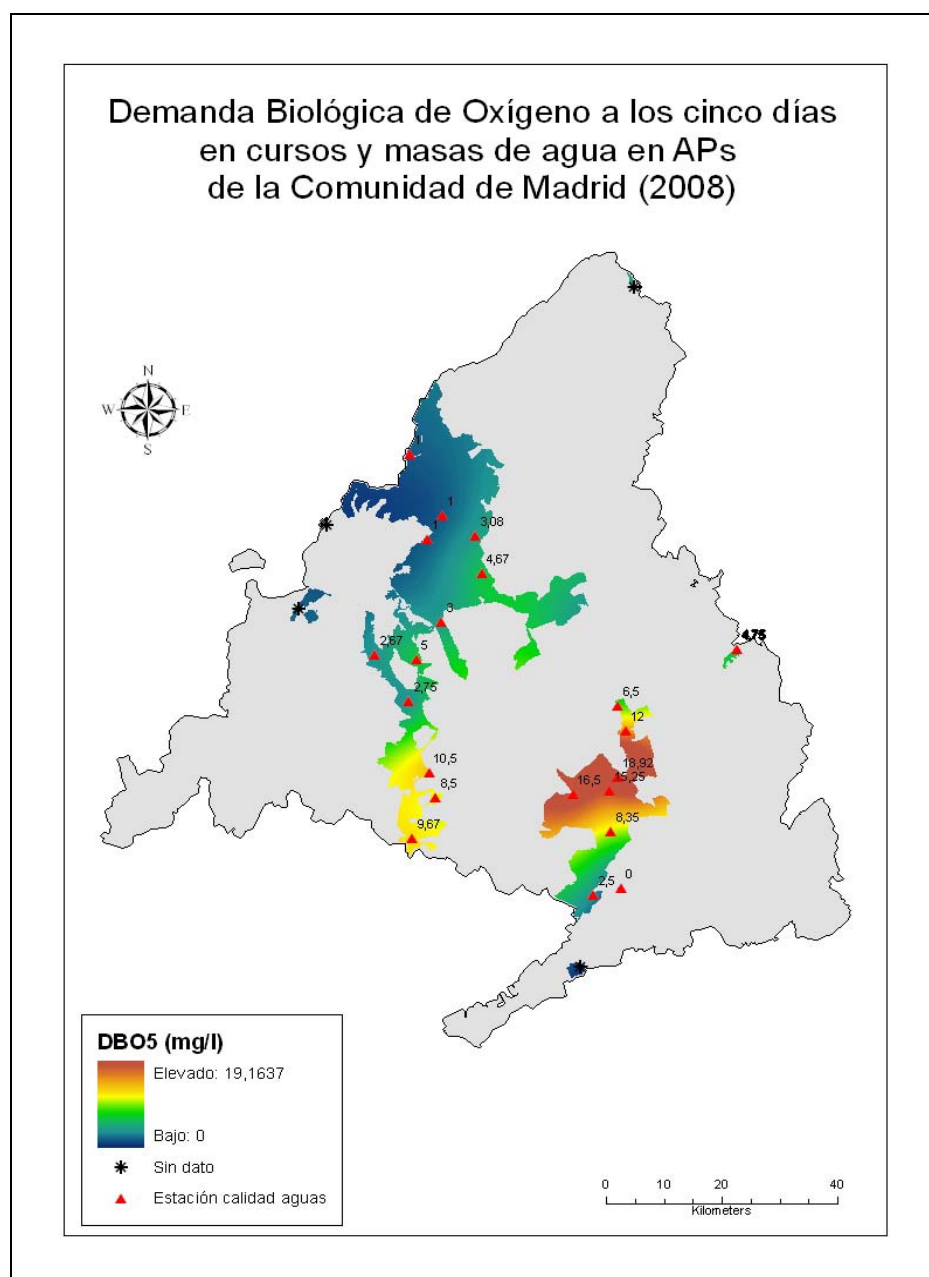 Demanda Biológica de Oxígeno a los cinco días
en cursos y masas de agua en APs
de la Comunidad de Madrid (2008)
N
W E
S
1
1
3,08
4,67
3
2,67
5
4,75
2,75
6,5
12
10,5
18,92
16,5
15,25
8,5
9,67
8,35
2,5
0
DBO5 (mg/l)
Elevado: 19,1637
Bajo: 0
Sin dato
Estación calidad aguas
0 10 20 40
Kilometers